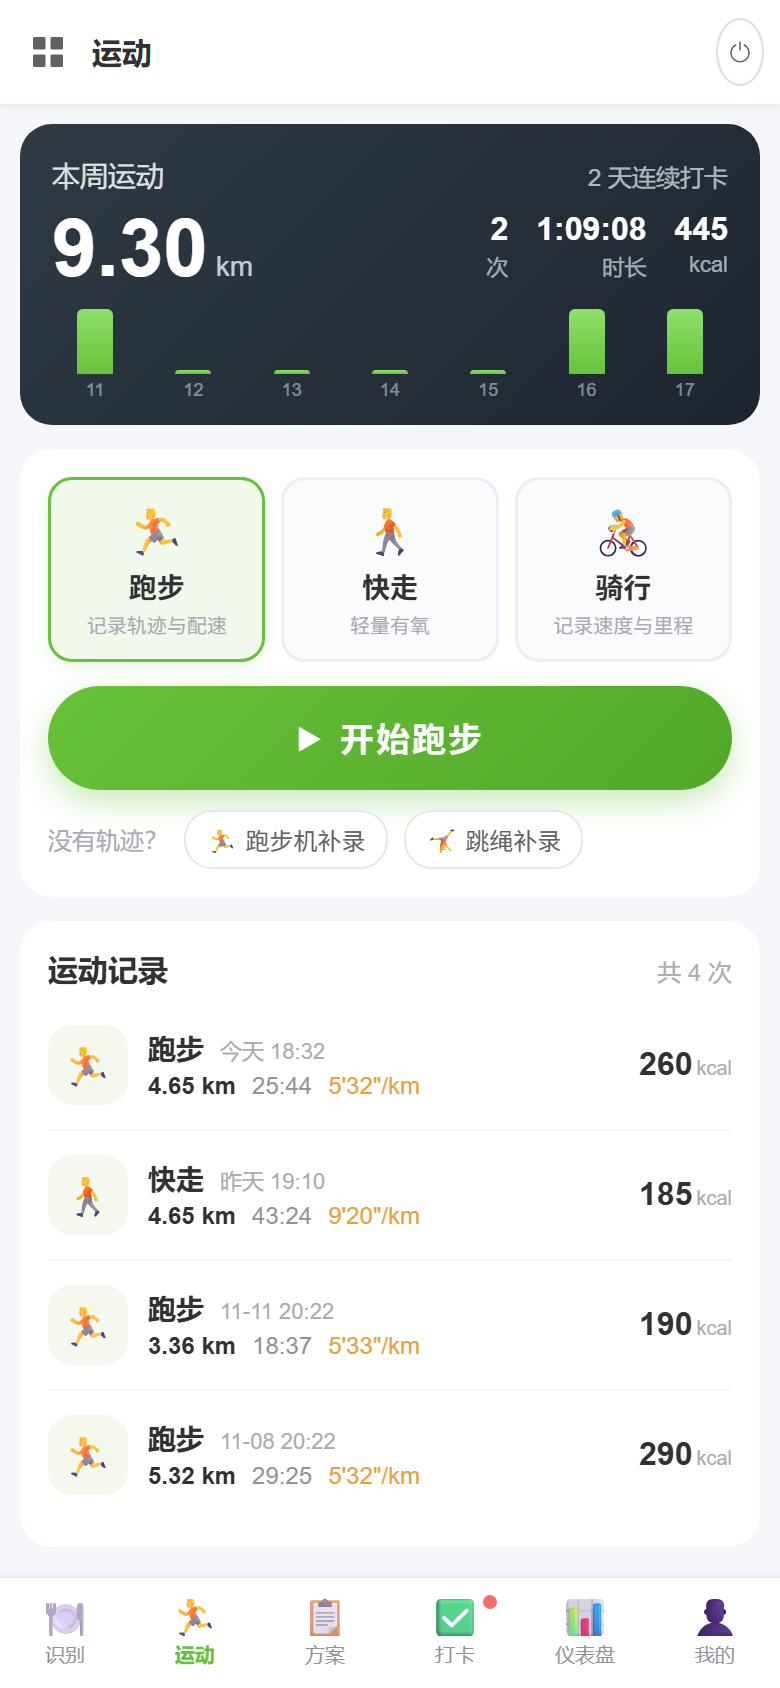 运动
本周运动
2 天连续打卡
9.30 km
2 1:09:08 445
次 时长 kcal
11 12 13 14 15 16 17
跑步 快走 骑行
记录轨迹与配速 轻量有氧 记录速度与里程
开始跑步
没有轨迹? 跑步机补录 跳绳补录
运动记录 共 4 次
跑步 今天 18:32
4.65 km 25:44 5'32"/km
260 kcal
快走 昨天 19:10
4.65 km 43:24 9'20"/km
185 kcal
跑步 11-11 20:22
3.36 km 18:37 5'33"/km
190 kcal
跑步 11-08 20:22
5.32 km 29:25 5'32"/km
290 kcal
识别 运动 方案 打卡 仪表盘 我的